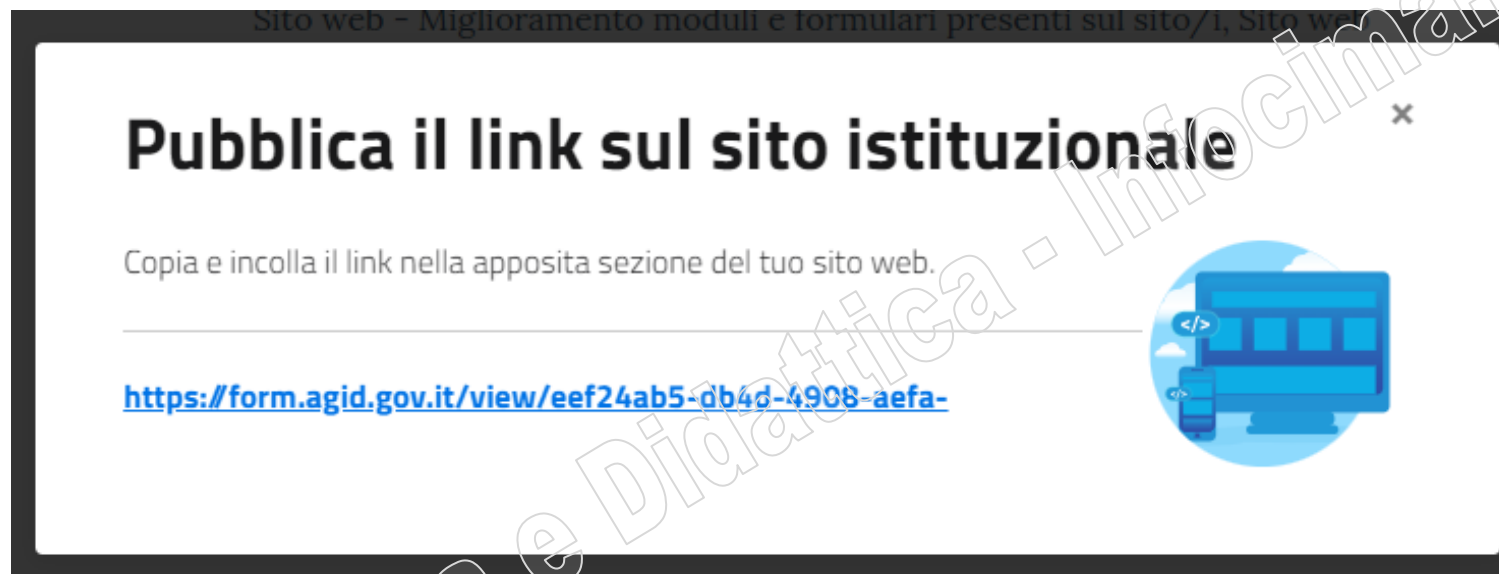 Sito web - Miglioramento moduli e formulari presenti sul sito/i, Sito web
Pubblica il link sul sito istituzionale
×
Copia e incolla il link nella apposita sezione del tuo sito web.
</>
https://form.agid.gov.it/view/eef24ab5-db4d-4908-aefa-
</>
e Didattica - Infocima